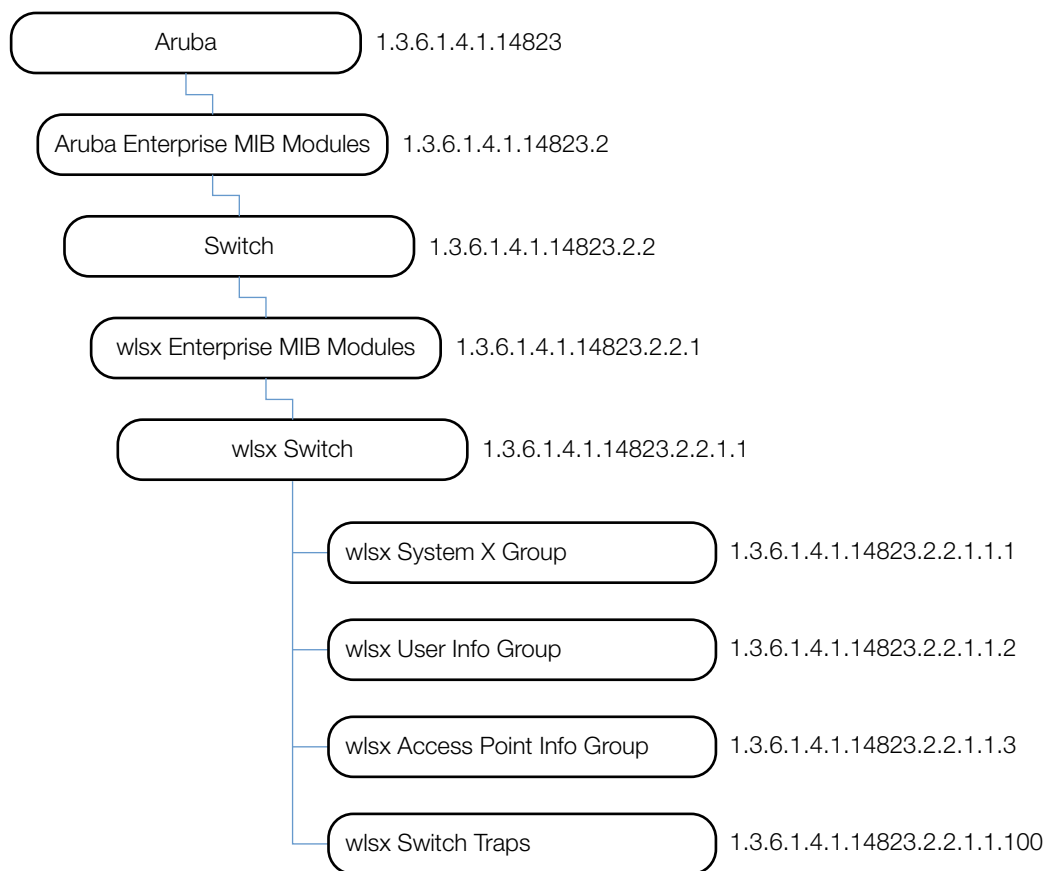 Aruba 1.3.6.1.4.1.14823
Aruba Enterprise MIB Modules 1.3.6.1.4.1.14823.2
Switch 1.3.6.1.4.1.14823.2.2
wlsx Enterprise MIB Modules 1.3.6.1.4.1.14823.2.2.1
wlsx Switch 1.3.6.1.4.1.14823.2.2.1.1
wlsx System X Group 1.3.6.1.4.1.14823.2.2.1.1.1
wlsx User Info Group 1.3.6.1.4.1.14823.2.2.1.1.2
wlsx Access Point Info Group 1.3.6.1.4.1.14823.2.2.1.1.3
wlsx Switch Traps 1.3.6.1.4.1.14823.2.2.1.1.100